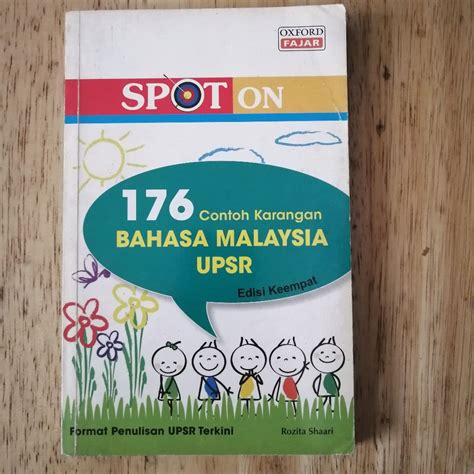 OXFORD
FAJAR
SPOT ON
176 Contoh Karangan
BAHASA MALAYSIA
UPSR
Edisi Keempat
Format Penulisan UPSR Terkini
Rozita Shaari